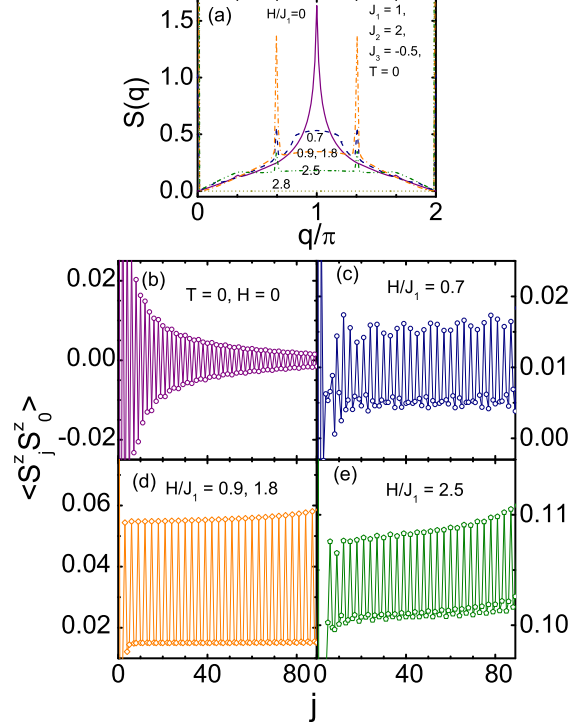 (a)
H/J₁=0
J₁ = 1,
J₂ = 2,
J₃ = -0.5,
T = 0
S(q)
1.5
1.0
0.5
0.0
0.7
0.9, 1.8
2.5
2.8
0
1
2
q/π
(b)
T = 0, H = 0
0.02
0.00
-0.02
(c)
H/J₁ = 0.7
0.02
0.01
0.00
<SᶻⱼSᶻ₀>
(d)
H/J₁ = 0.9, 1.8
0.06
0.04
0.02
(e)
H/J₁ = 2.5
0.11
0.10
0 40 80 0 40 80
j